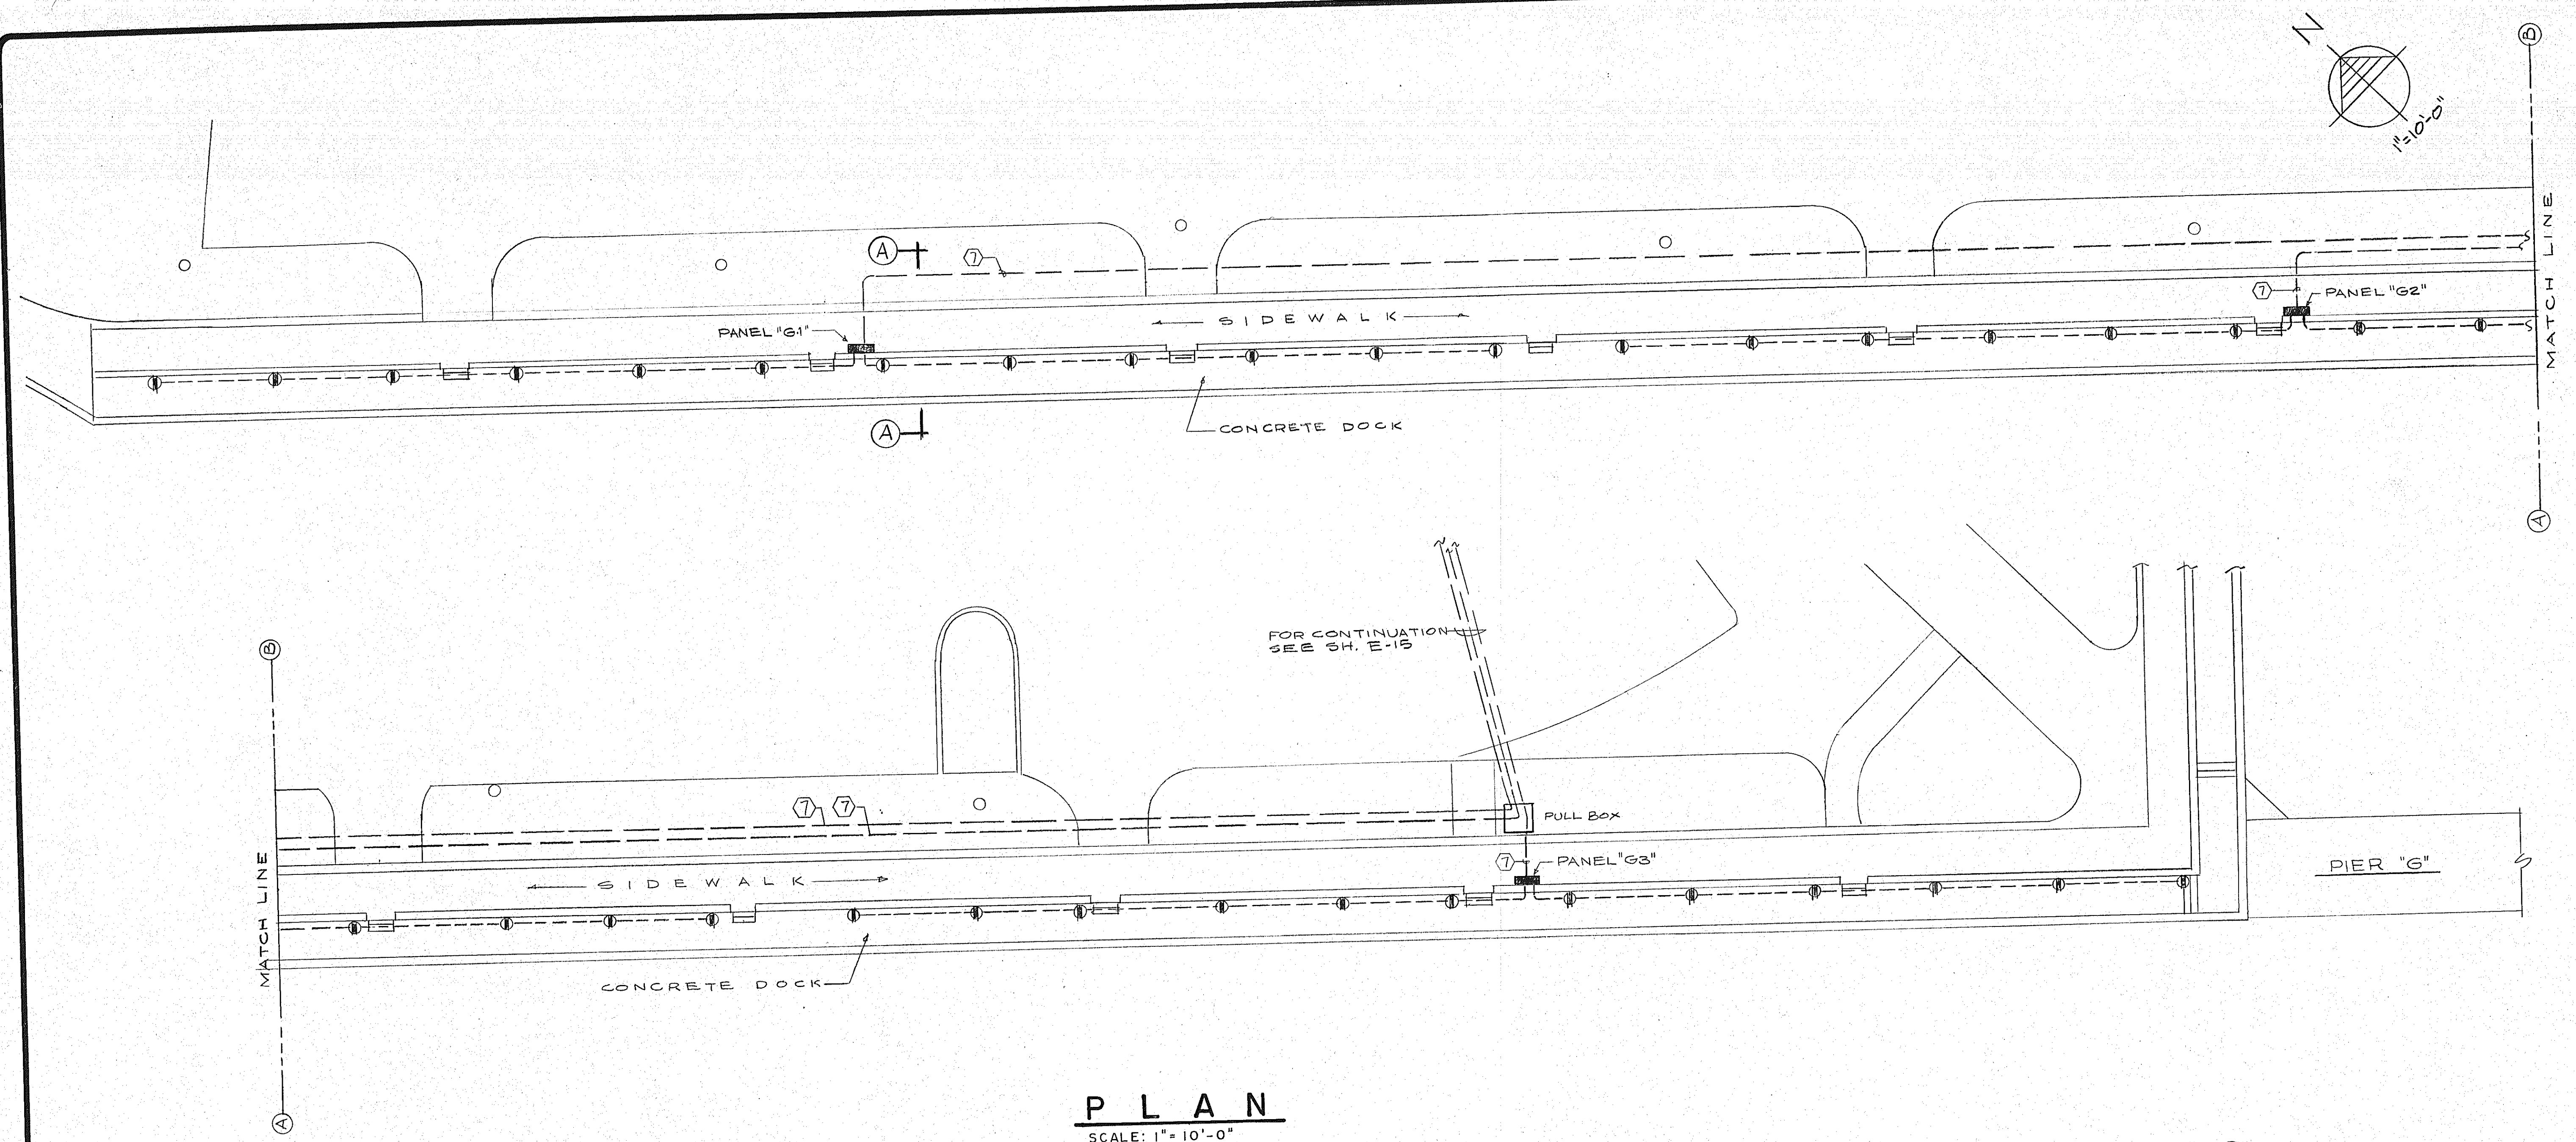 N
1"=10'-0"
B
A
7
PANEL "G1"
SIDEWALK
7
PANEL "G2"
MATCH LINE
A
CONCRETE DOCK
A
B
FOR CONTINUATION
SEE SH. E-15
7 7
PULL BOX
7
PANEL "G3"
SIDEWALK
PIER "G"
MATCH LINE
CONCRETE DOCK
A
PLAN
SCALE: 1"= 10'-0"